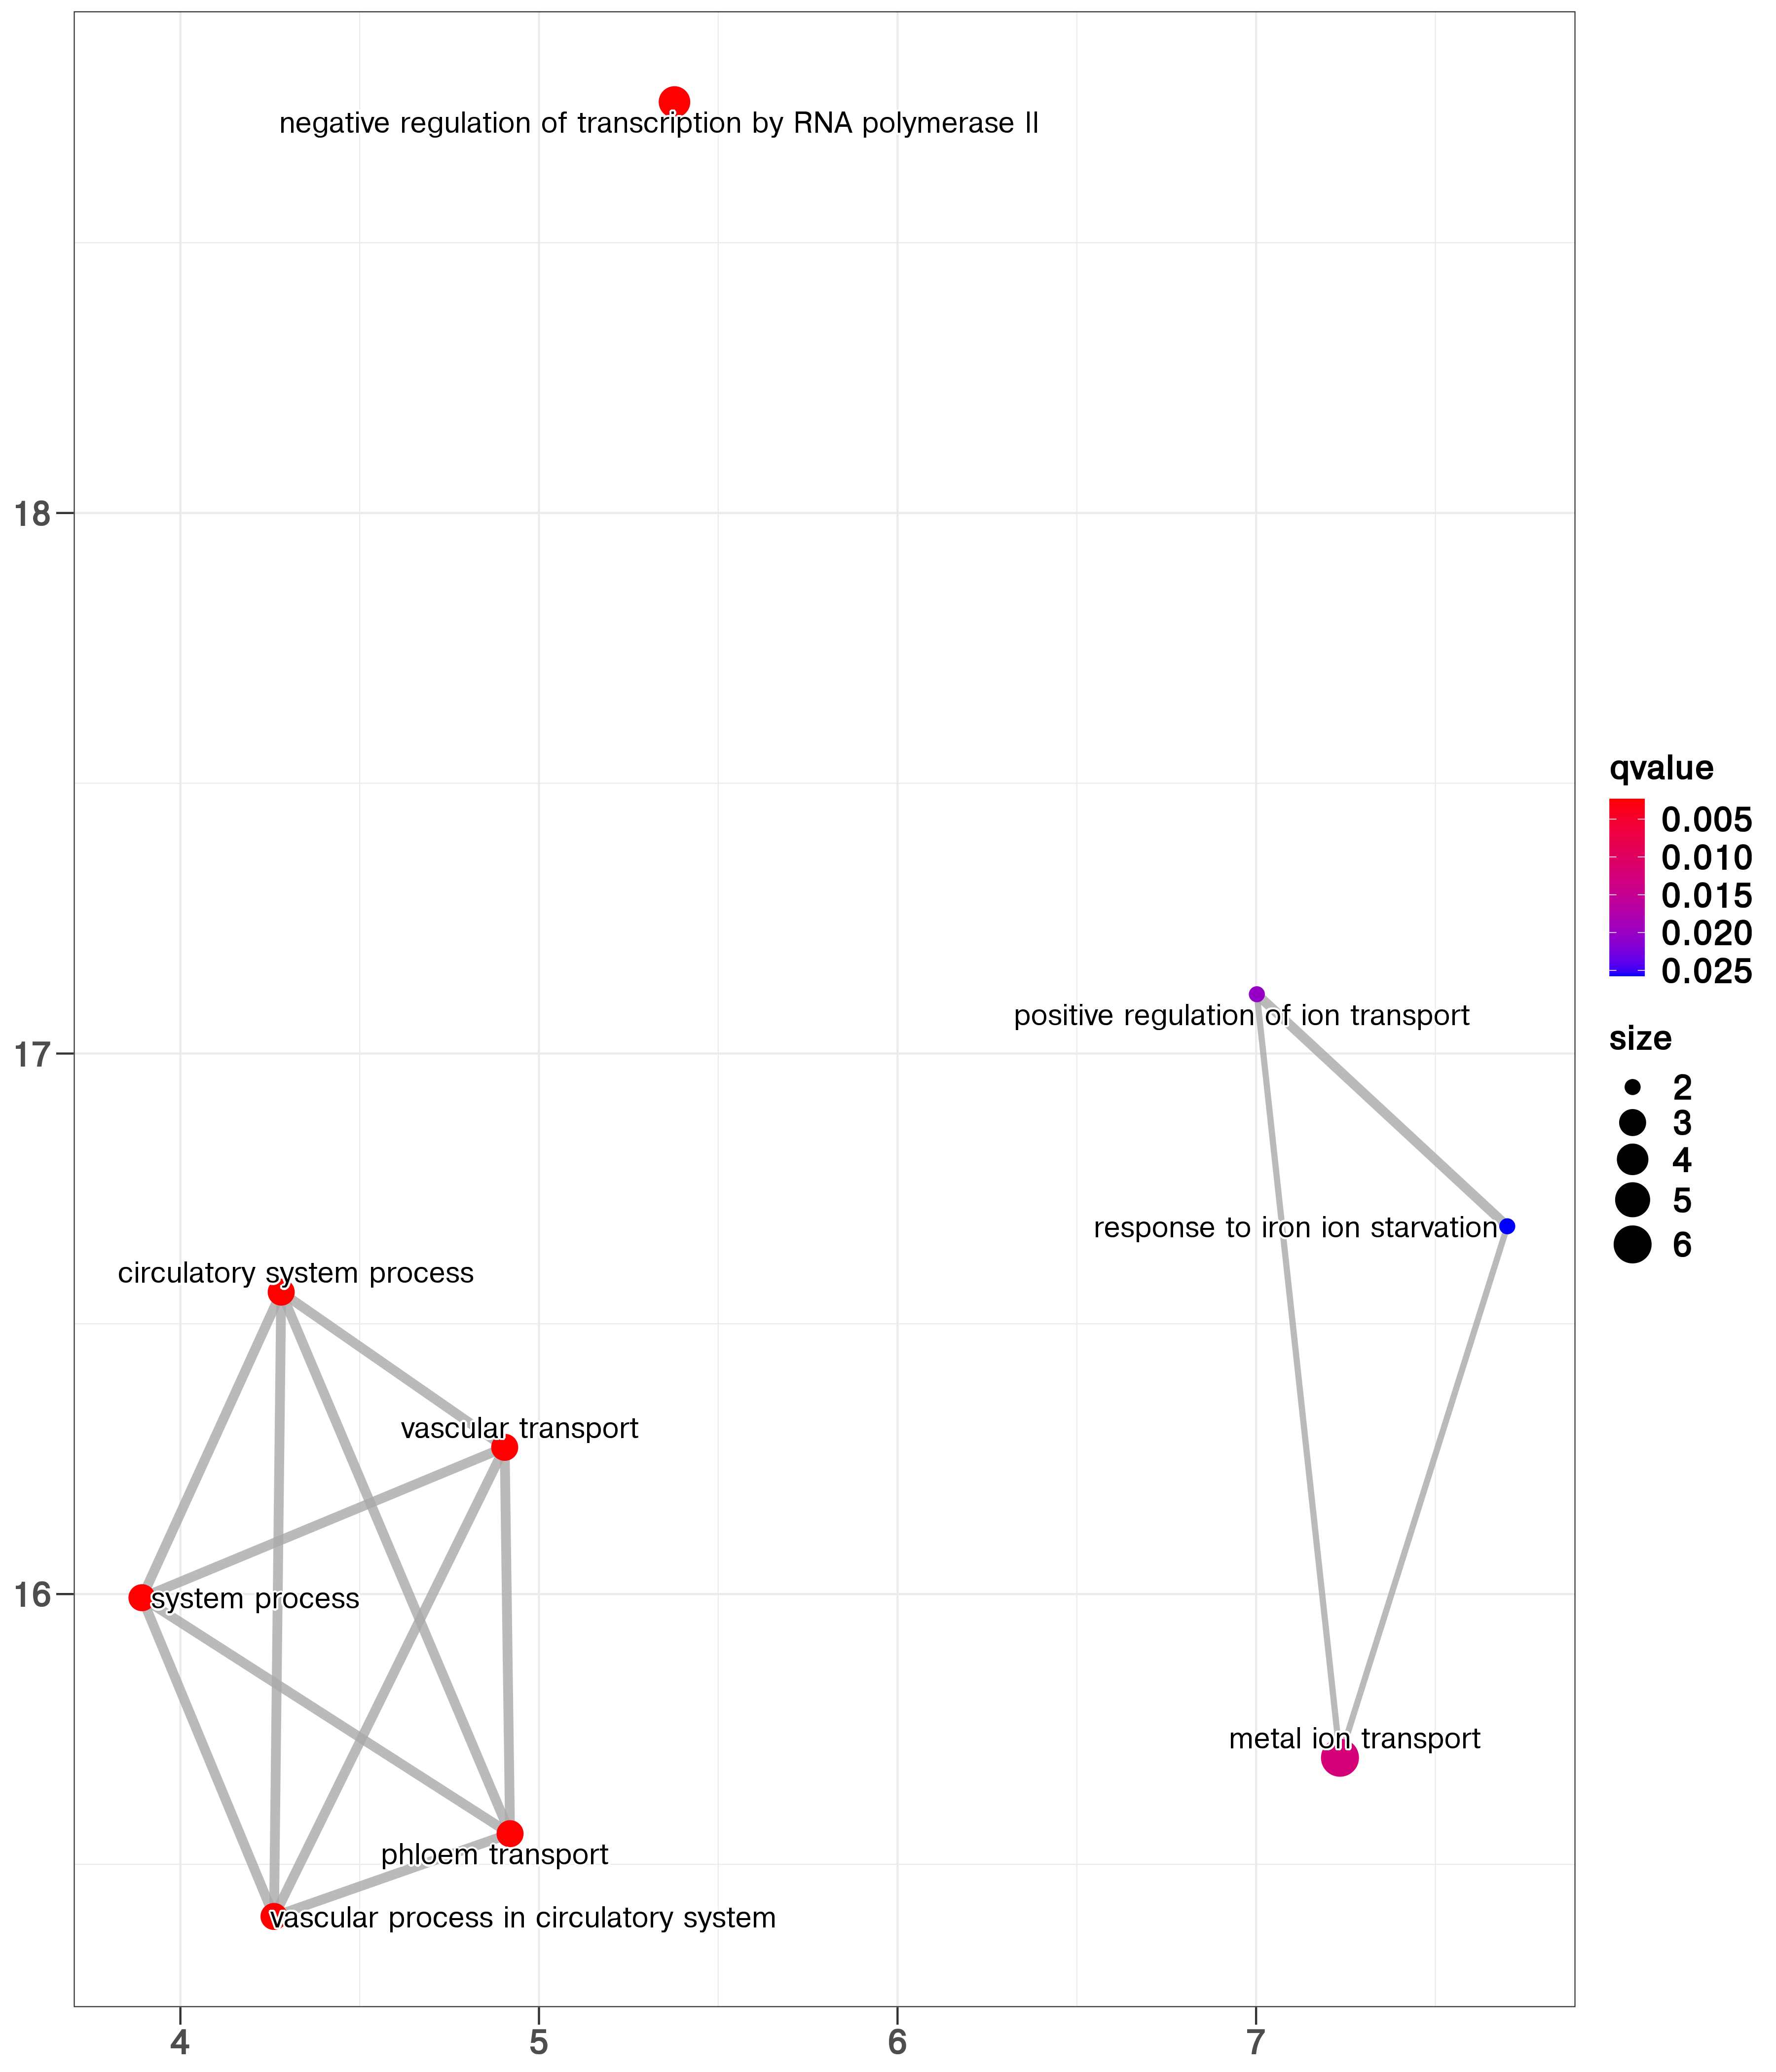 negative regulation of transcription by RNA polymerase II
18
qvalue
0.005
0.010
0.015
0.020
0.025
positive regulation of ion transport
size
17
2
3
4
5
6
response to iron ion starvation
circulatory system process
vascular transport
16
system process
metal ion transport
phloem transport
vascular process in circulatory system
4 5 6 7